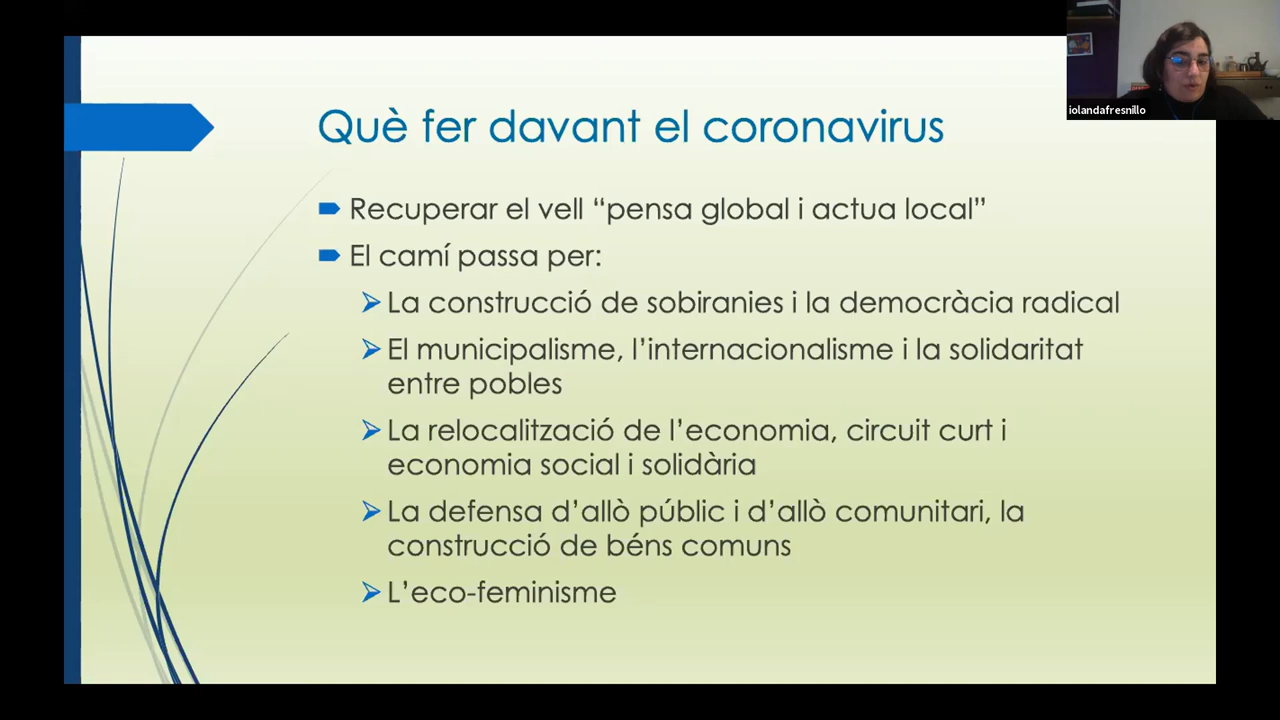 iolandafresnillo
Què fer davant el coronavirus
Recuperar el vell “pensa global i actua local”
El camí passa per:
La construcció de sobiranies i la democràcia radical
El municipalisme, l’internacionalisme i la solidaritat
entre pobles
La relocalització de l’economia, circuit curt i
economia social i solidària
La defensa d’allò públic i d’allò comunitari, la
construcció de béns comuns
L’eco-feminisme